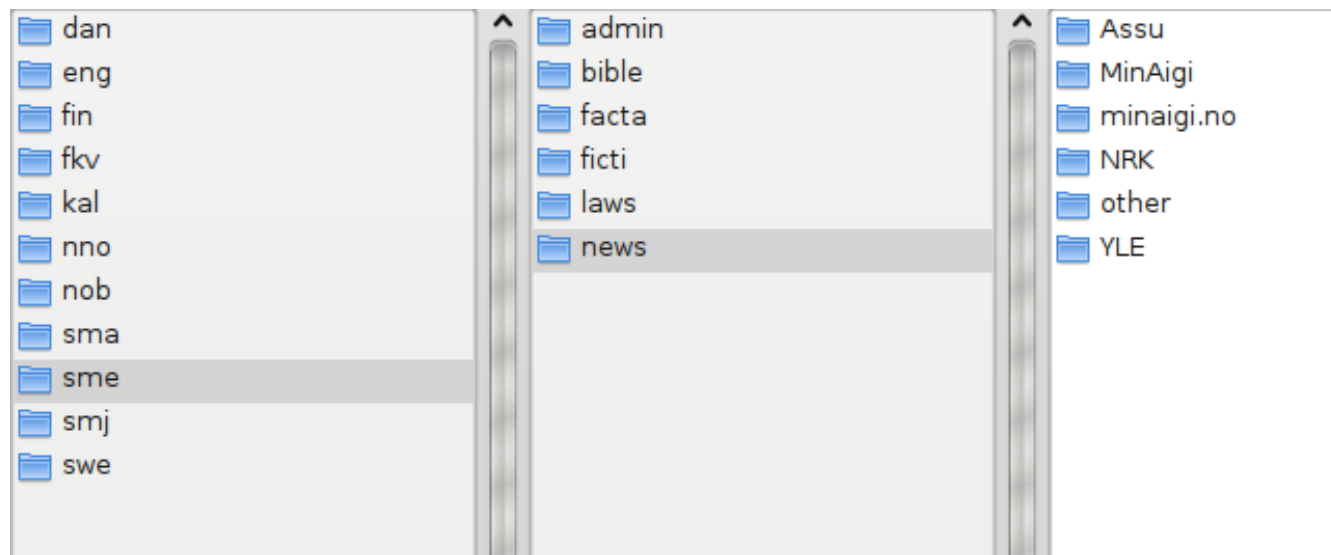 dan
eng
fin
fkv
kal
nno
nob
sma
sme
smj
swe
admin
bible
facta
ficti
laws
news
Assu
MinAigi
minaigi.no
NRK
other
YLE